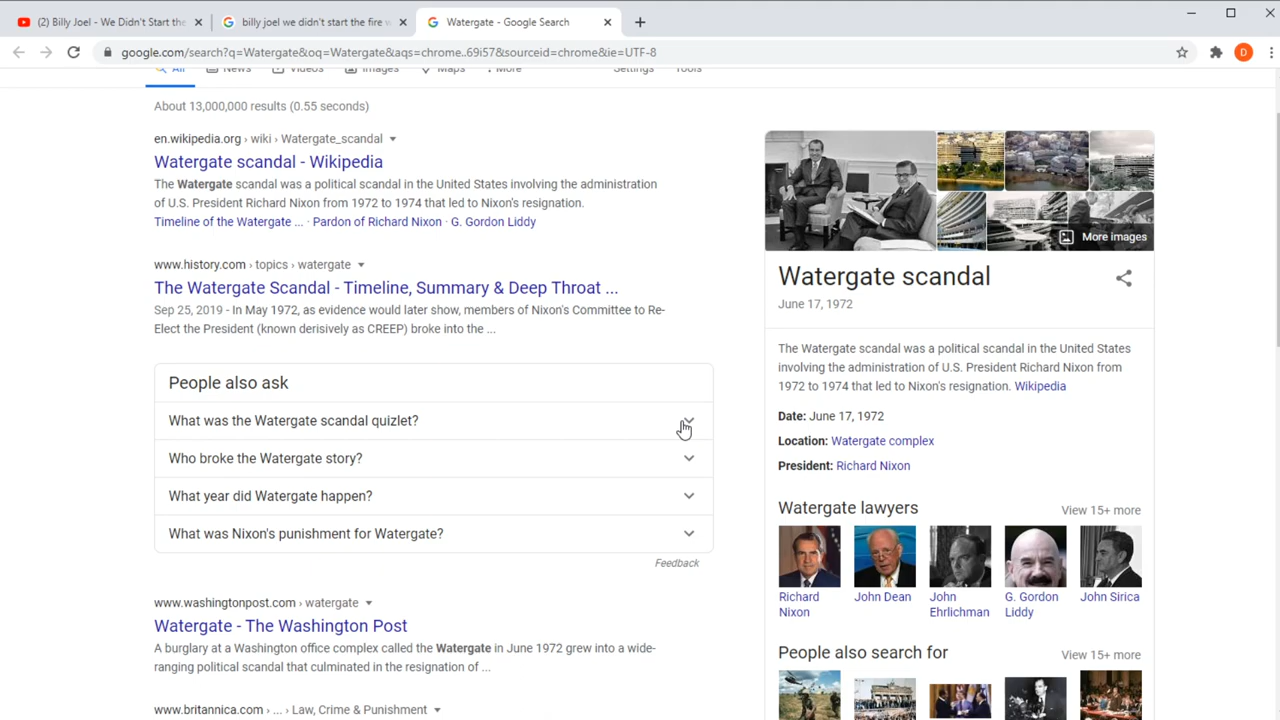 (2) Billy Joel - We Didn't Start the
billy joel we didn't start the fire w
Watergate - Google Search
google.com/search?q=Watergate&oq=Watergate&aqs=chrome..69i57&sourceid=chrome&ie=UTF-8
D
All
News
Videos
Images
Maps
More
Settings
Tools
About 13,000,000 results (0.55 seconds)
en.wikipedia.org › wiki › Watergate_scandal
Watergate scandal - Wikipedia
The Watergate scandal was a political scandal in the United States involving the administration
of U.S. President Richard Nixon from 1972 to 1974 that led to Nixon's resignation.
Timeline of the Watergate ... · Pardon of Richard Nixon · G. Gordon Liddy
www.history.com › topics › watergate
The Watergate Scandal - Timeline, Summary & Deep Throat ...
Sep 25, 2019 - In May 1972, as evidence would later show, members of Nixon's Committee to Re-
Elect the President (known derisively as CREEP) broke into the ...
People also ask
What was the Watergate scandal quizlet?
Who broke the Watergate story?
What year did Watergate happen?
What was Nixon's punishment for Watergate?
Feedback
www.washingtonpost.com › watergate
Watergate - The Washington Post
A burglary at a Washington office complex called the Watergate in June 1972 grew into a wide-
ranging political scandal that culminated in the resignation of ...
www.britannica.com › ... › Law, Crime & Punishment
More images
Watergate scandal
June 17, 1972
The Watergate scandal was a political scandal in the United States
involving the administration of U.S. President Richard Nixon from
1972 to 1974 that led to Nixon's resignation. Wikipedia
Date: June 17, 1972
Location: Watergate complex
President: Richard Nixon
Watergate lawyers
View 15+ more
Richard
Nixon
John Dean
John
Ehrlichman
G. Gordon
Liddy
John Sirica
People also search for
View 15+ more